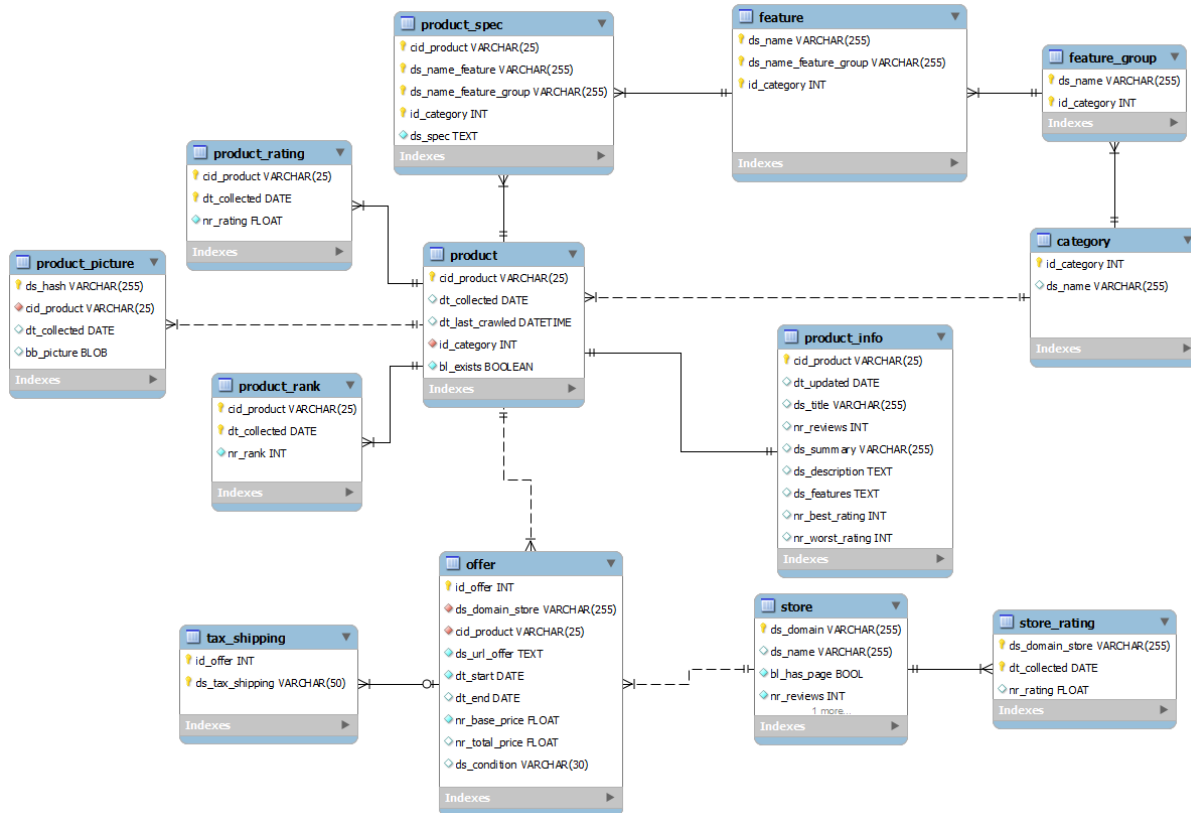 product_spec
cid_product VARCHAR(25)
ds_name_feature VARCHAR(255)
ds_name_feature_group VARCHAR(255)
id_category INT
ds_spec TEXT
Indexes
feature
ds_name VARCHAR(255)
ds_name_feature_group VARCHAR(255)
id_category INT
Indexes
feature_group
ds_name VARCHAR(255)
id_category INT
Indexes
product_rating
cid_product VARCHAR(25)
dt_collected DATE
nr_rating FLOAT
Indexes
product_picture
ds_hash VARCHAR(255)
cid_product VARCHAR(25)
dt_collected DATE
bb_picture BLOB
Indexes
product
cid_product VARCHAR(25)
dt_collected DATE
dt_last_crawled DATETIME
id_category INT
bl_exists BOOLEAN
Indexes
category
id_category INT
ds_name VARCHAR(255)
Indexes
product_rank
cid_product VARCHAR(25)
dt_collected DATE
nr_rank INT
Indexes
product_info
cid_product VARCHAR(25)
dt_updated DATE
ds_title VARCHAR(255)
nr_reviews INT
ds_summary VARCHAR(255)
ds_description TEXT
ds_features TEXT
nr_best_rating INT
nr_worst_rating INT
Indexes
offer
id_offer INT
ds_domain_store VARCHAR(255)
cid_product VARCHAR(25)
ds_url_offer TEXT
dt_start DATE
dt_end DATE
nr_base_price FLOAT
nr_total_price FLOAT
ds_condition VARCHAR(30)
Indexes
tax_shipping
id_offer INT
ds_tax_shipping VARCHAR(50)
Indexes
store
ds_domain VARCHAR(255)
ds_name VARCHAR(255)
bl_has_page BOOL
nr_reviews INT
1 more...
Indexes
store_rating
ds_domain_store VARCHAR(255)
dt_collected DATE
nr_rating FLOAT
Indexes